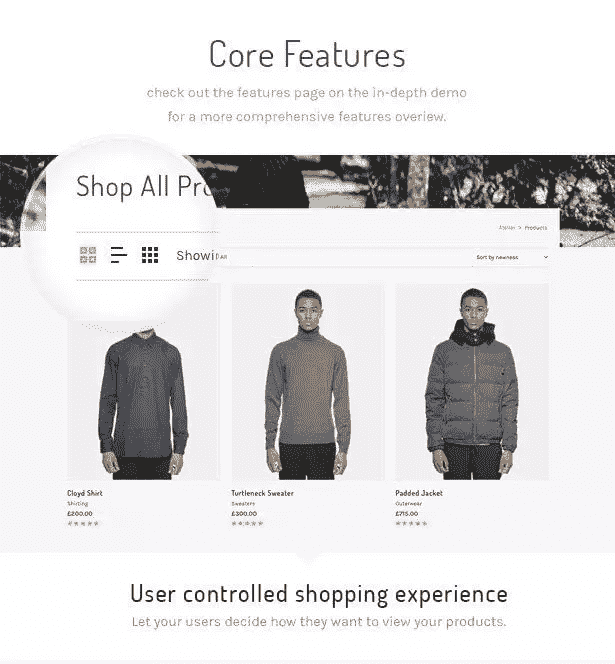 Core Features
check out the features page on the in-depth demo
for a more comprehensive features overiew.
Shop All Pro
Atelier > Products
Showi
Sort by newness
Cloyd Shirt
Turtleneck Sweater
Padded Jacket
Shirting
Sweaters
Outerwear
£200.00
£300.00
£715.00
User controlled shopping experience
Let your users decide how they want to view your products.